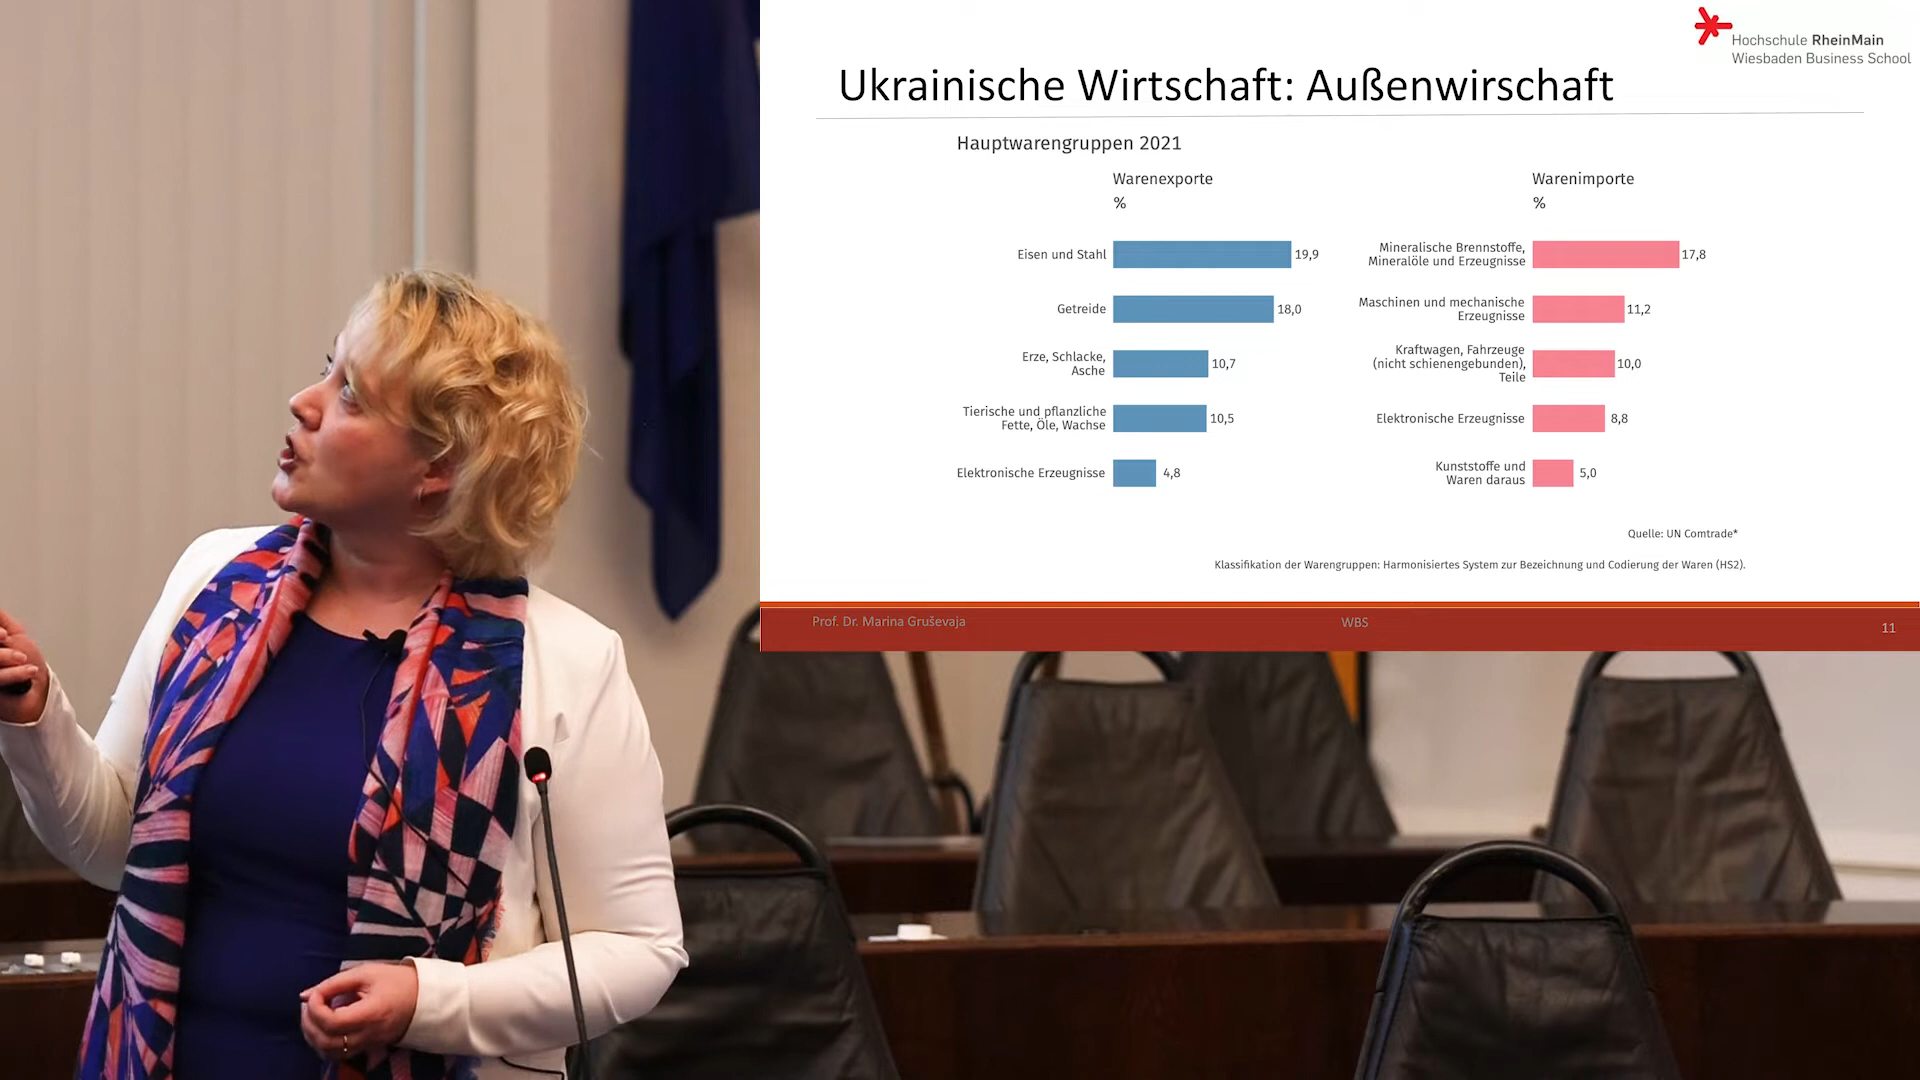 Hochschule RheinMain
Wiesbaden Business School
Ukrainische Wirtschaft: Außenwirschaft
Hauptwarengruppen 2021
Warenexporte
%
Eisen und Stahl 19,9
Getreide 18,0
Erze, Schlacke,
Asche 10,7
Tierische und pflanzliche
Fette, Öle, Wachse 10,5
Elektronische Erzeugnisse 4,8
Warenimporte
%
Mineralische Brennstoffe,
Mineralöle und Erzeugnisse 17,8
Maschinen und mechanische
Erzeugnisse 11,2
Kraftwagen, Fahrzeuge
(nicht schienengebunden), 10,0
Teile
Elektronische Erzeugnisse 8,8
Kunststoffe und
Waren daraus 5,0
Quelle: UN Comtrade*
Klassifikation der Warengruppen: Harmonisiertes System zur Bezeichnung und Codierung der Waren (HS2).
Prof. Dr. Marina Gruševaja WBS 11